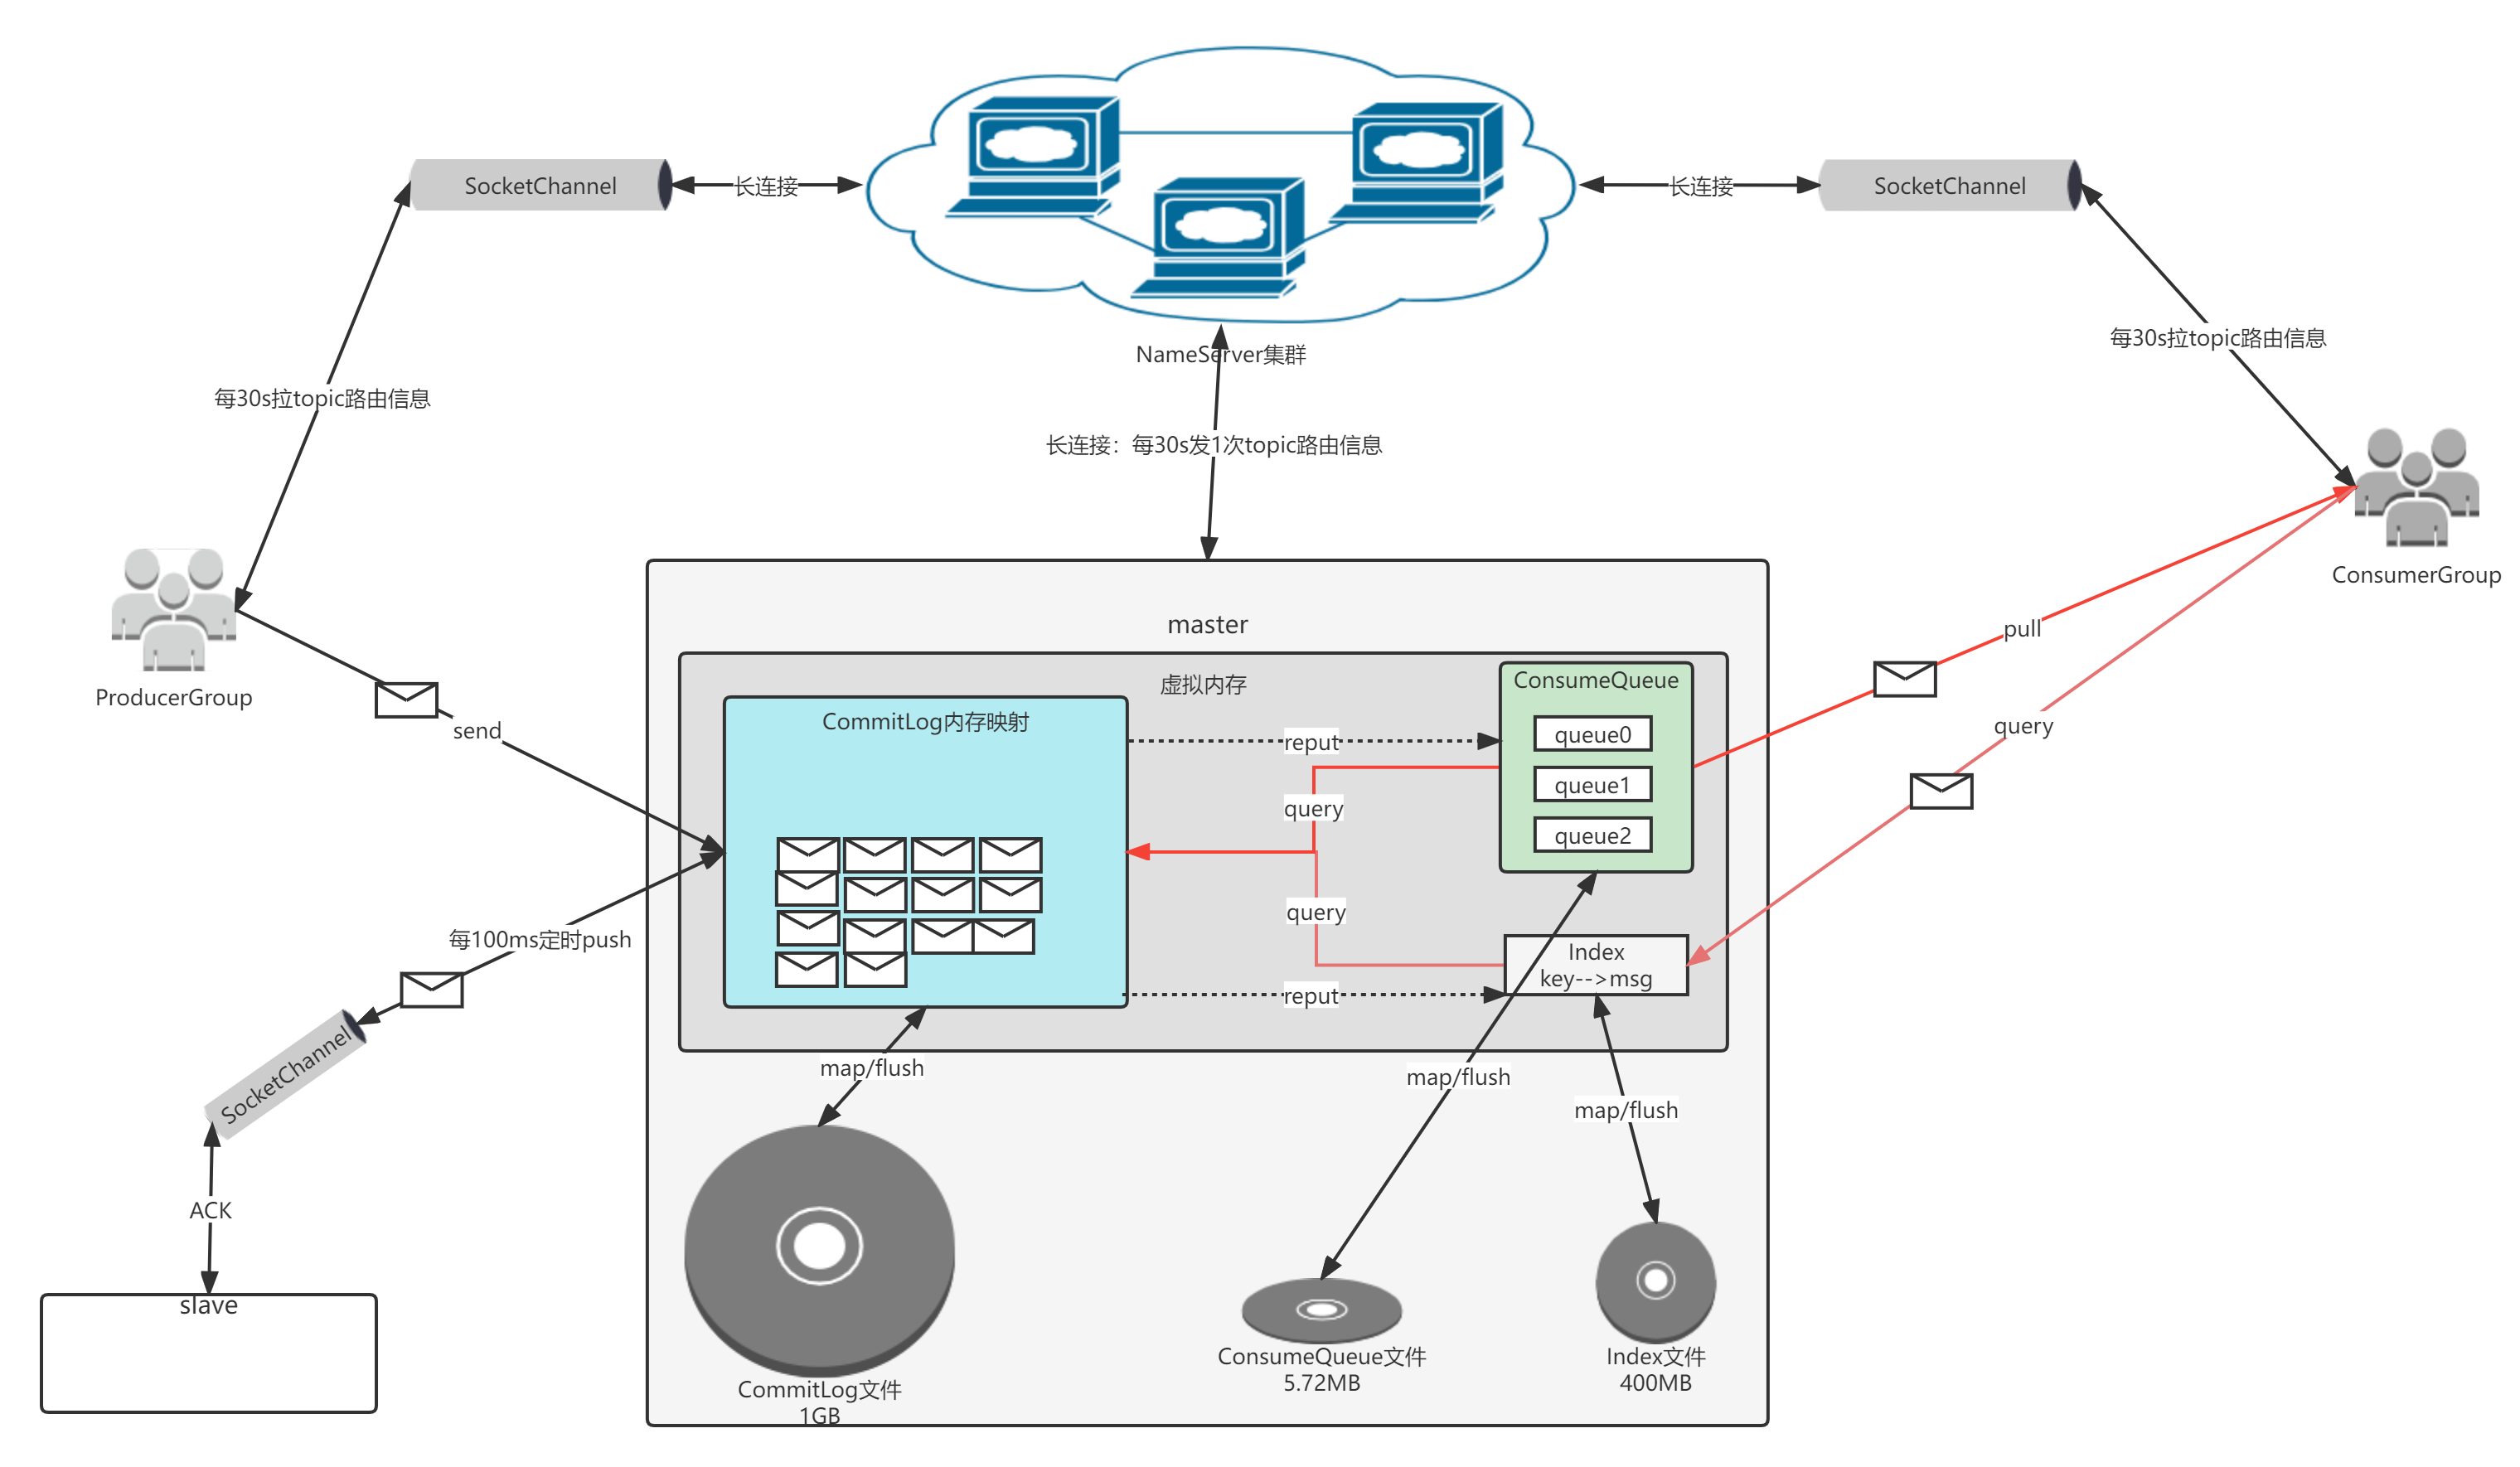 SocketChannel
长连接
长连接
SocketChannel
NameServer集群
每30s拉topic路由信息
每30s拉topic路由信息
长连接：每30s发1次topic路由信息
ConsumerGroup
ProducerGroup
send
pull
query
master
虚拟内存
CommitLog内存映射
ConsumeQueue
queue0
queue1
queue2
reput
query
query
reput
Index
key-->msg
每100ms定时push
SocketChannel
ACK
slave
map/flush
map/flush
map/flush
CommitLog文件
1GB
ConsumeQueue文件
5.72MB
Index文件
400MB